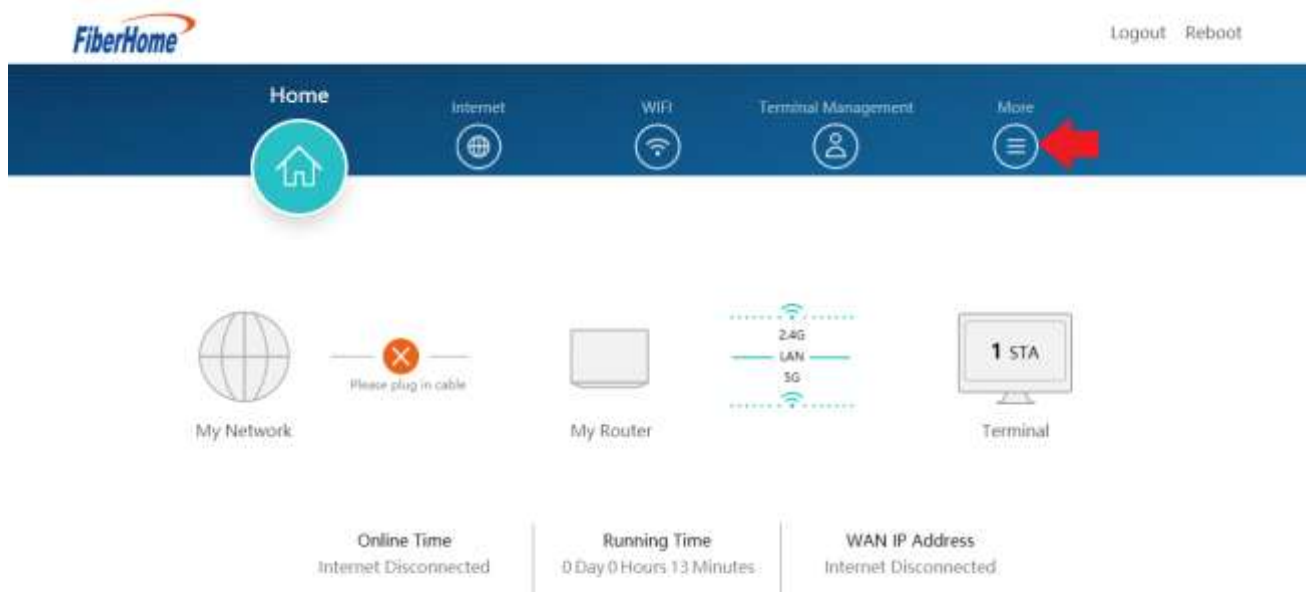 FiberHome
Logout Reboot
Home
Internet
WIFI
Terminal Management
More
2.4G
LAN
5G
1 STA
Please plug in cable
My Network
My Router
Terminal
Online Time
Running Time
WAN IP Address
Internet Disconnected
0 Day 0 Hours 13 Minutes
Internet Disconnected